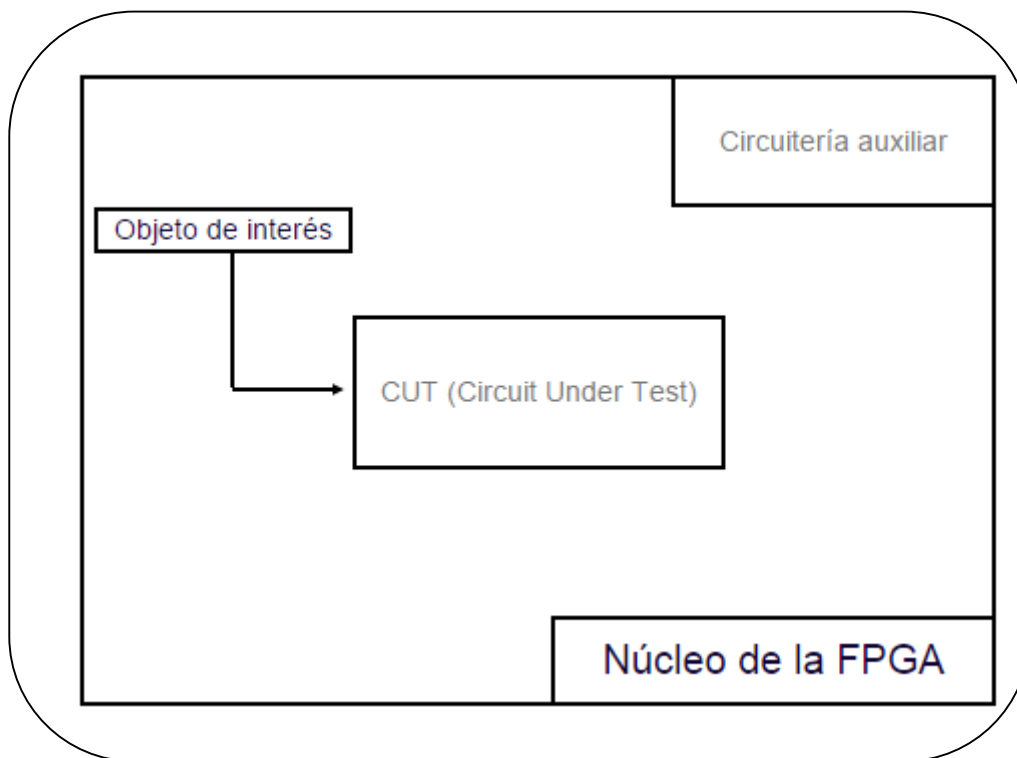 Circuitería auxiliar
Objeto de interés
CUT (Circuit Under Test)
Núcleo de la FPGA